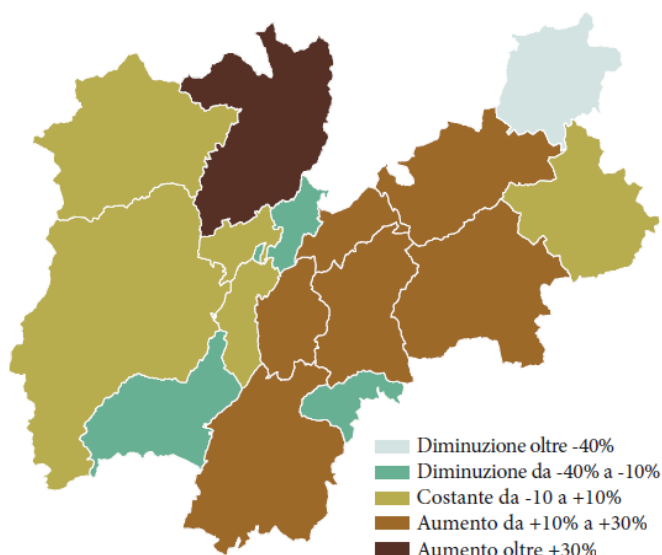 Diminuzione oltre -40%
Diminuzione da -40% a -10%
Costante da -10 a +10%
Aumento da +10% a +30%
Aumento oltre +30%